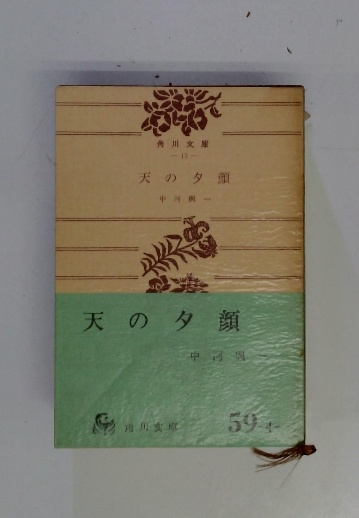 角川文庫
—13—
天の夕顔
中河與一
天の夕顔
中河與一
角川文庫
59